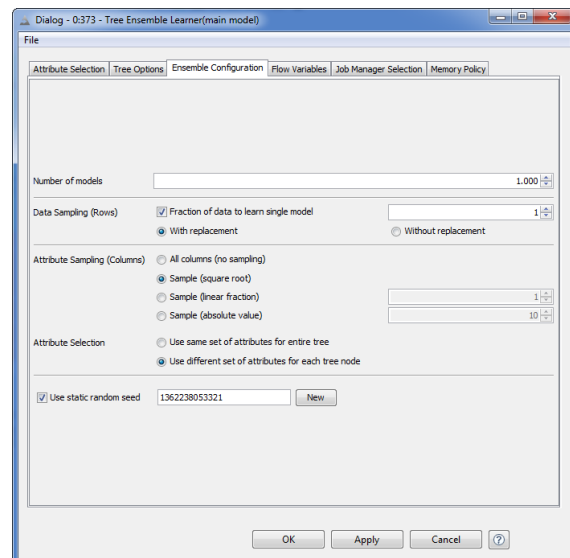 Dialog - 0:373 - Tree Ensemble Learner(main model)
File
Attribute Selection Tree Options Ensemble Configuration Flow Variables Job Manager Selection Memory Policy
Number of models 1.000
Data Sampling (Rows) Fraction of data to learn single model 1
With replacement Without replacement
Attribute Sampling (Columns) All columns (no sampling)
Sample (square root)
Sample (linear fraction) 1
Sample (absolute value) 10
Attribute Selection Use same set of attributes for entire tree
Use different set of attributes for each tree node
Use static random seed 1362238053321 New
OK Apply Cancel ?